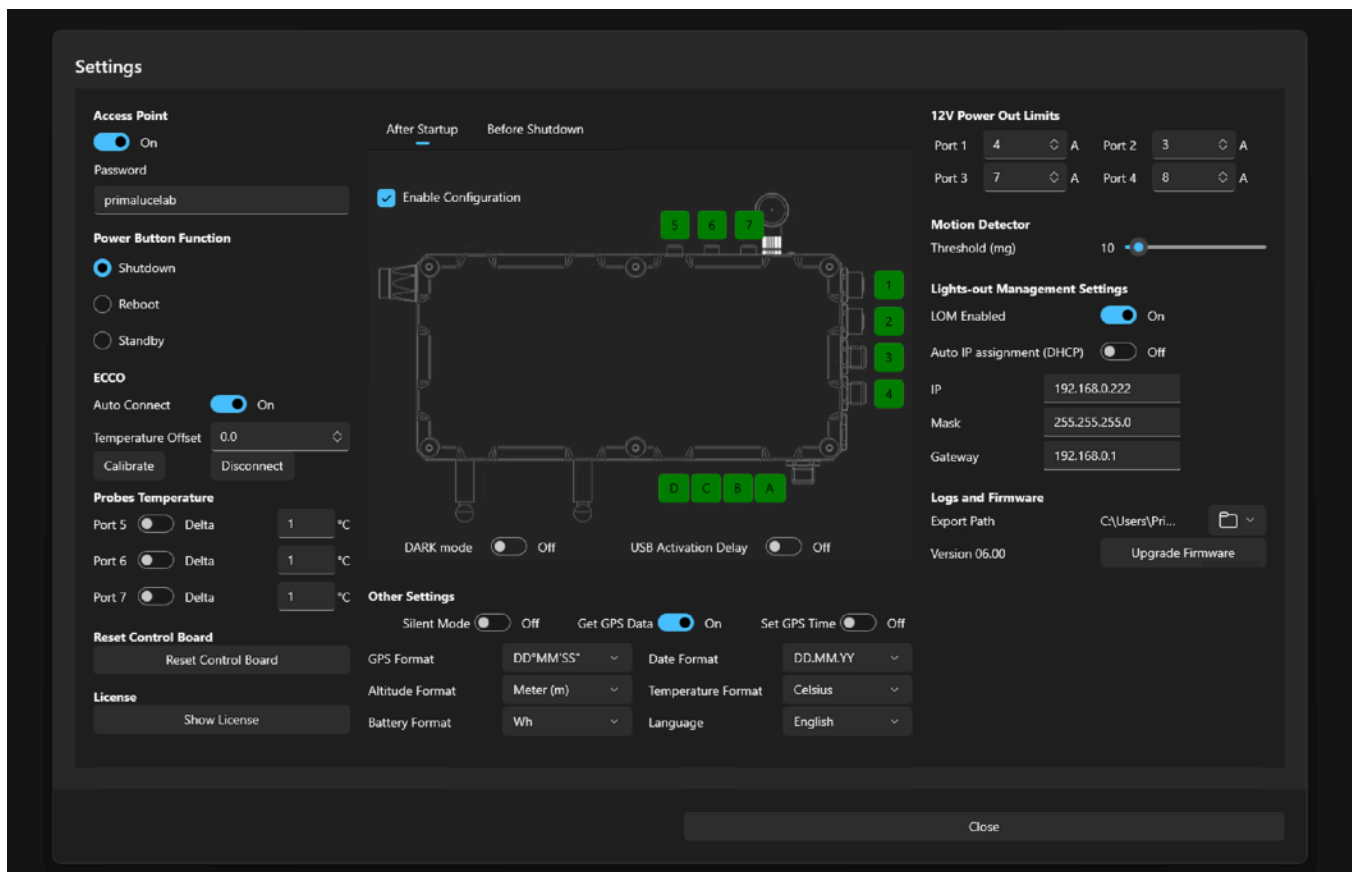 Settings
Access Point
On
Password
primalucelab
Power Button Function
Shutdown
Reboot
Standby
ECCO
Auto Connect On
Temperature Offset 0.0
Calibrate Disconnect
Probes Temperature
Port 5 Delta 1 °C
Port 6 Delta 1 °C
Port 7 Delta 1 °C
Reset Control Board
Reset Control Board
License
Show License
After Startup Before Shutdown
Enable Configuration
5 6 7
1
2
3
4
D C B A
DARK mode Off USB Activation Delay Off
Other Settings
Silent Mode Off Get GPS Data On Set GPS Time Off
GPS Format DD°MM'SS" Date Format DD.MM.YY
Altitude Format Meter (m) Temperature Format Celsius
Battery Format Wh Language English
12V Power Out Limits
Port 1 4 A Port 2 3 A
Port 3 7 A Port 4 8 A
Motion Detector
Threshold (mg) 10
Lights-out Management Settings
LOM Enabled On
Auto IP assignment (DHCP) Off
IP 192.168.0.222
Mask 255.255.255.0
Gateway 192.168.0.1
Logs and Firmware
Export Path C:\Users\Pri...
Version 06.00 Upgrade Firmware
Close